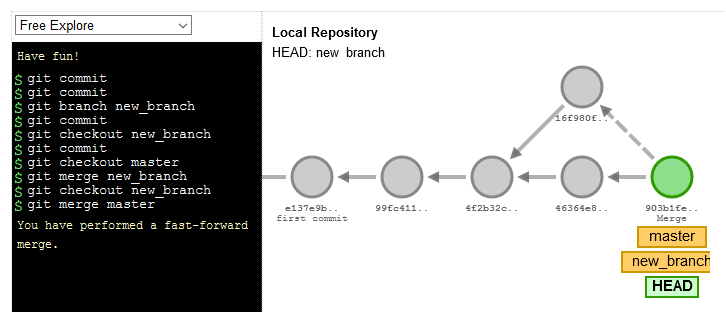 Free Explore
Have fun!
$ git commit
$ git commit
$ git branch new_branch
$ git commit
$ git checkout new_branch
$ git commit
$ git checkout master
$ git merge new_branch
$ git checkout new_branch
$ git merge master
You have performed a fast-forward
merge.
Local Repository
HEAD: new_branch
16f980f..
e137e9b.. 99fc411.. 4f2b32c.. 46364e8.. 903b1fe..
first commit Merge
master
new_branch
HEAD